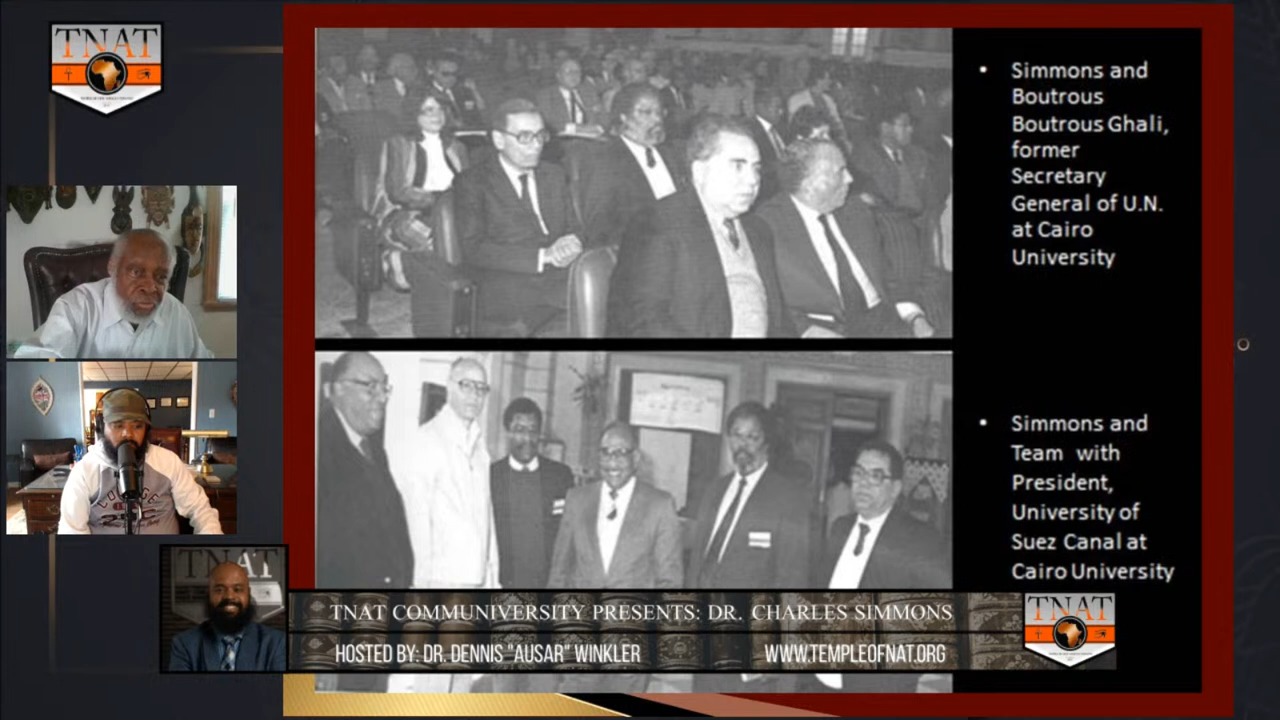 TNAT
• Simmons and
Boutrous
Boutrous Ghali,
former
Secretary
General of U.N.
at Cairo
University
• Simmons and
Team with
President,
University of
Suez Canal at
Cairo University
COLLEGE
TNAT
TNAT COMMUNIVERSITY PRESENTS: DR. CHARLES SIMMONS
HOSTED BY: DR. DENNIS "AUSAR" WINKLER
WWW.TEMPLEOFNAT.ORG
TNAT